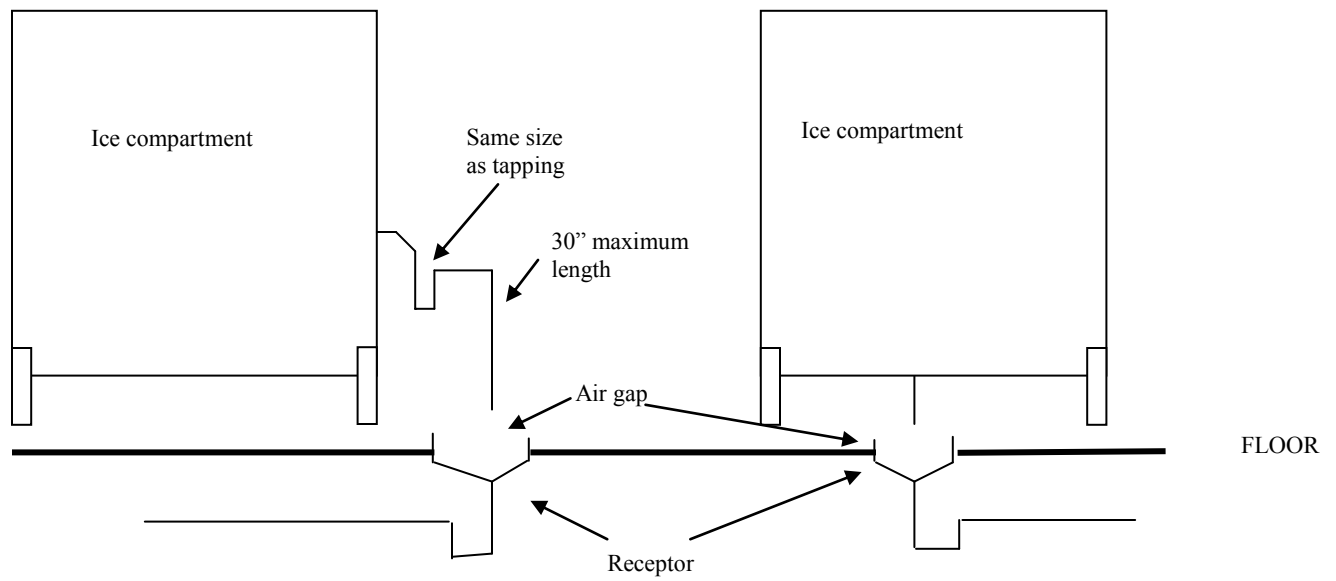 Ice compartment
Same size
as tapping
30” maximum
length
Ice compartment
Air gap
FLOOR
Receptor